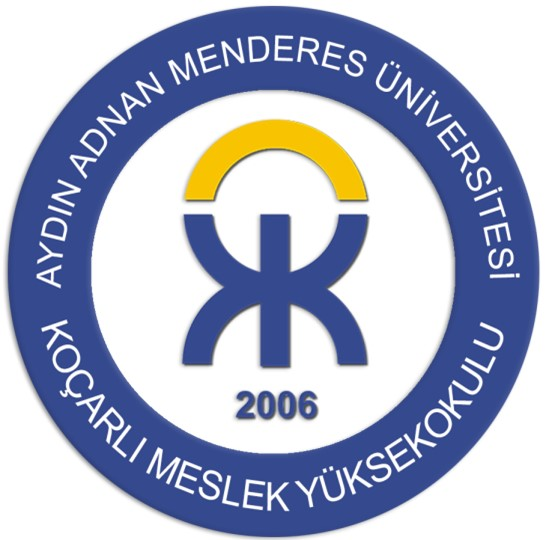 AYDIN ADNAN MENDERES ÜNİVERSİTESİ
2006
KOÇARLI MESLEK YÜKSEKOKULU